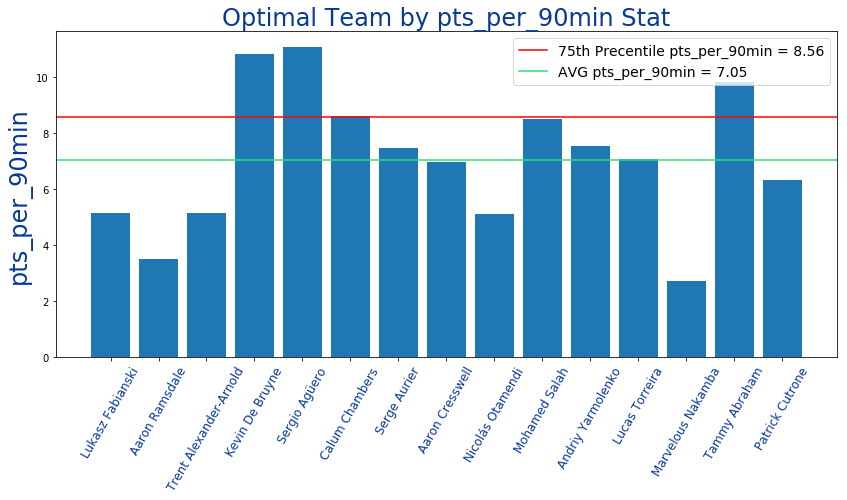 Optimal Team by pts_per_90min Stat
75th Precentile pts_per_90min = 8.56
AVG pts_per_90min = 7.05
pts_per_90min
10
8
6
4
2
0
Lukasz Fabianski
Aaron Ramsdale
Trent Alexander-Arnold
Kevin De Bruyne
Sergio Agüero
Calum Chambers
Serge Aurier
Aaron Cresswell
Nicolás Otamendi
Mohamed Salah
Andriy Yarmolenko
Lucas Torreira
Marvelous Nakamba
Tammy Abraham
Patrick Cutrone